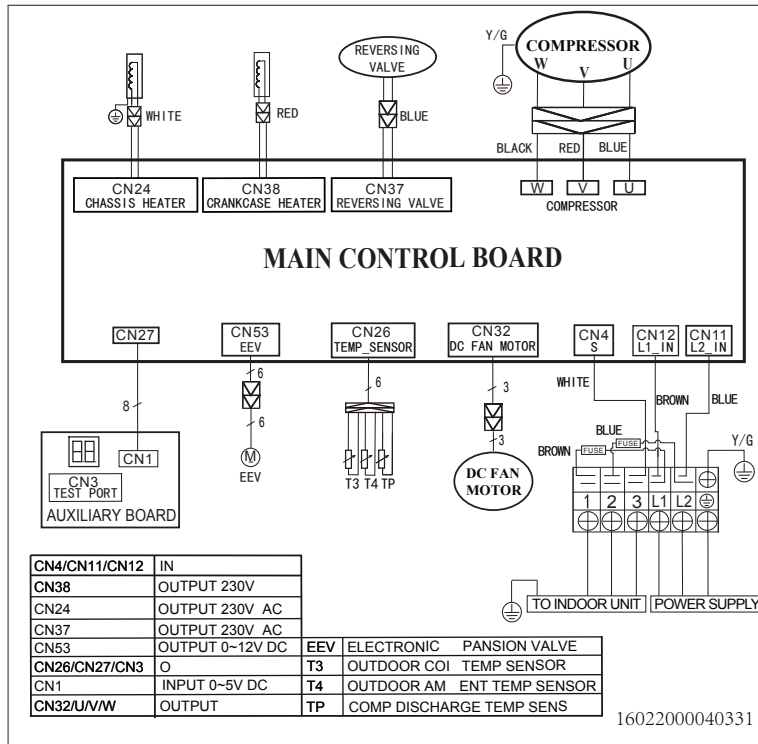 REVERSING
VALVE
Y/G
COMPRESSOR
W V U
WHITE
RED
BLUE
BLACK RED BLUE
CN24
CHASSIS HEATER
CN38
CRANKCASE HEATER
CN37
REVERSING VALVE
W V U
COMPRESSOR
MAIN CONTROL BOARD
CN27
CN53
EEV
CN26
TEMP_SENSOR
CN32
DC FAN MOTOR
CN4
S
CN12
L1_IN
CN11
L2_IN
8
6
6
6
3
3
WHITE
BROWN
BLUE
BLUE
FUSE
BROWN
FUSE
Y/G
CN1
CN3
TEST PORT
AUXILIARY BOARD
M
EEV
T3 T4 TP
DC FAN
MOTOR
1 2 3 L1 L2
TO INDOOR UNIT
POWER SUPPLY
CN4/CN11/CN12 IN
CN38 OUTPUT 230V
CN24 OUTPUT 230V AC
CN37 OUTPUT 230V AC
CN53 OUTPUT 0~12V DC EEV ELECTRONIC PANSION VALVE
CN26/CN27/CN3 O T3 OUTDOOR COI TEMP SENSOR
CN1 INPUT 0~5V DC T4 OUTDOOR AM ENT TEMP SENSOR
CN32/U/V/W OUTPUT TP COMP DISCHARGE TEMP SENS
16022000040331